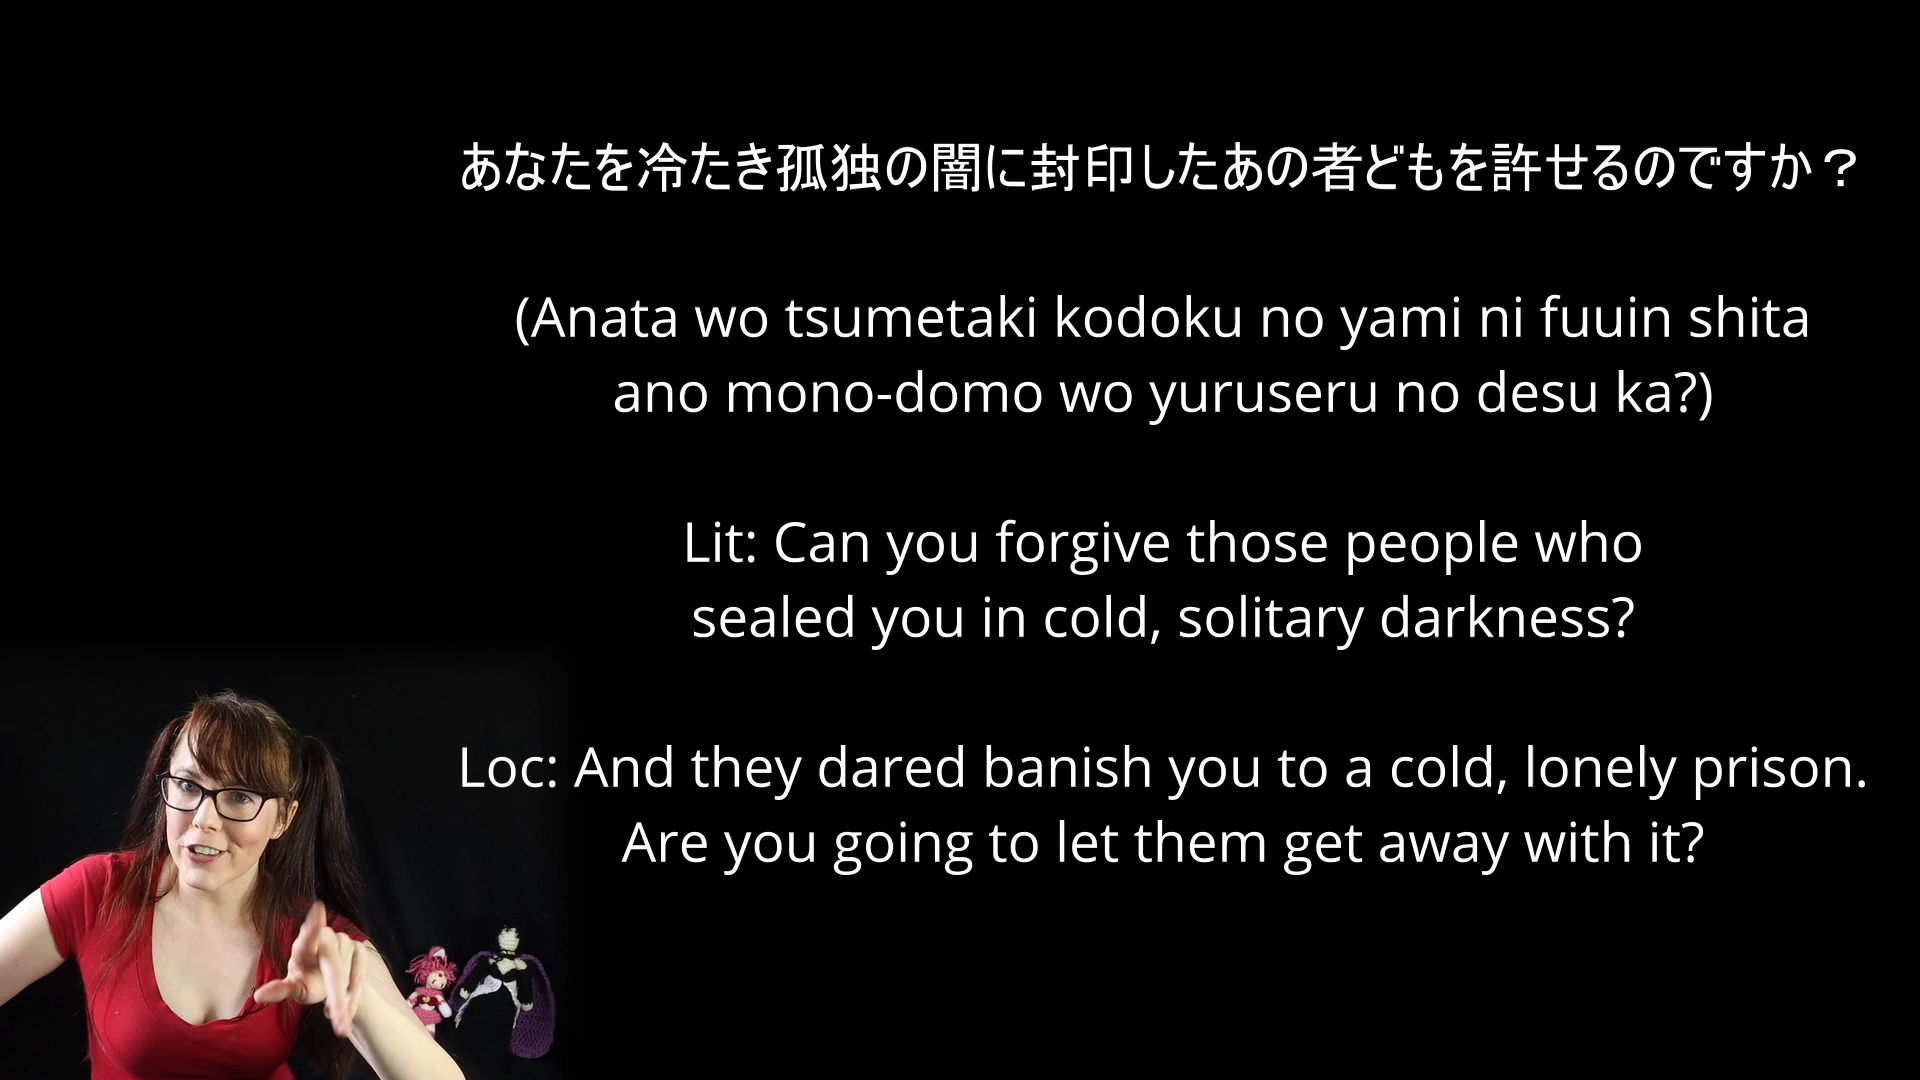 あなたを冷たき孤独の闇に封印したあの者どもを許せるのですか？
(Anata wo tsumetaki kodoku no yami ni fuuin shita
ano mono-domo wo yuruseru no desu ka?)
Lit: Can you forgive those people who
sealed you in cold, solitary darkness?
Loc: And they dared banish you to a cold, lonely prison.
Are you going to let them get away with it?